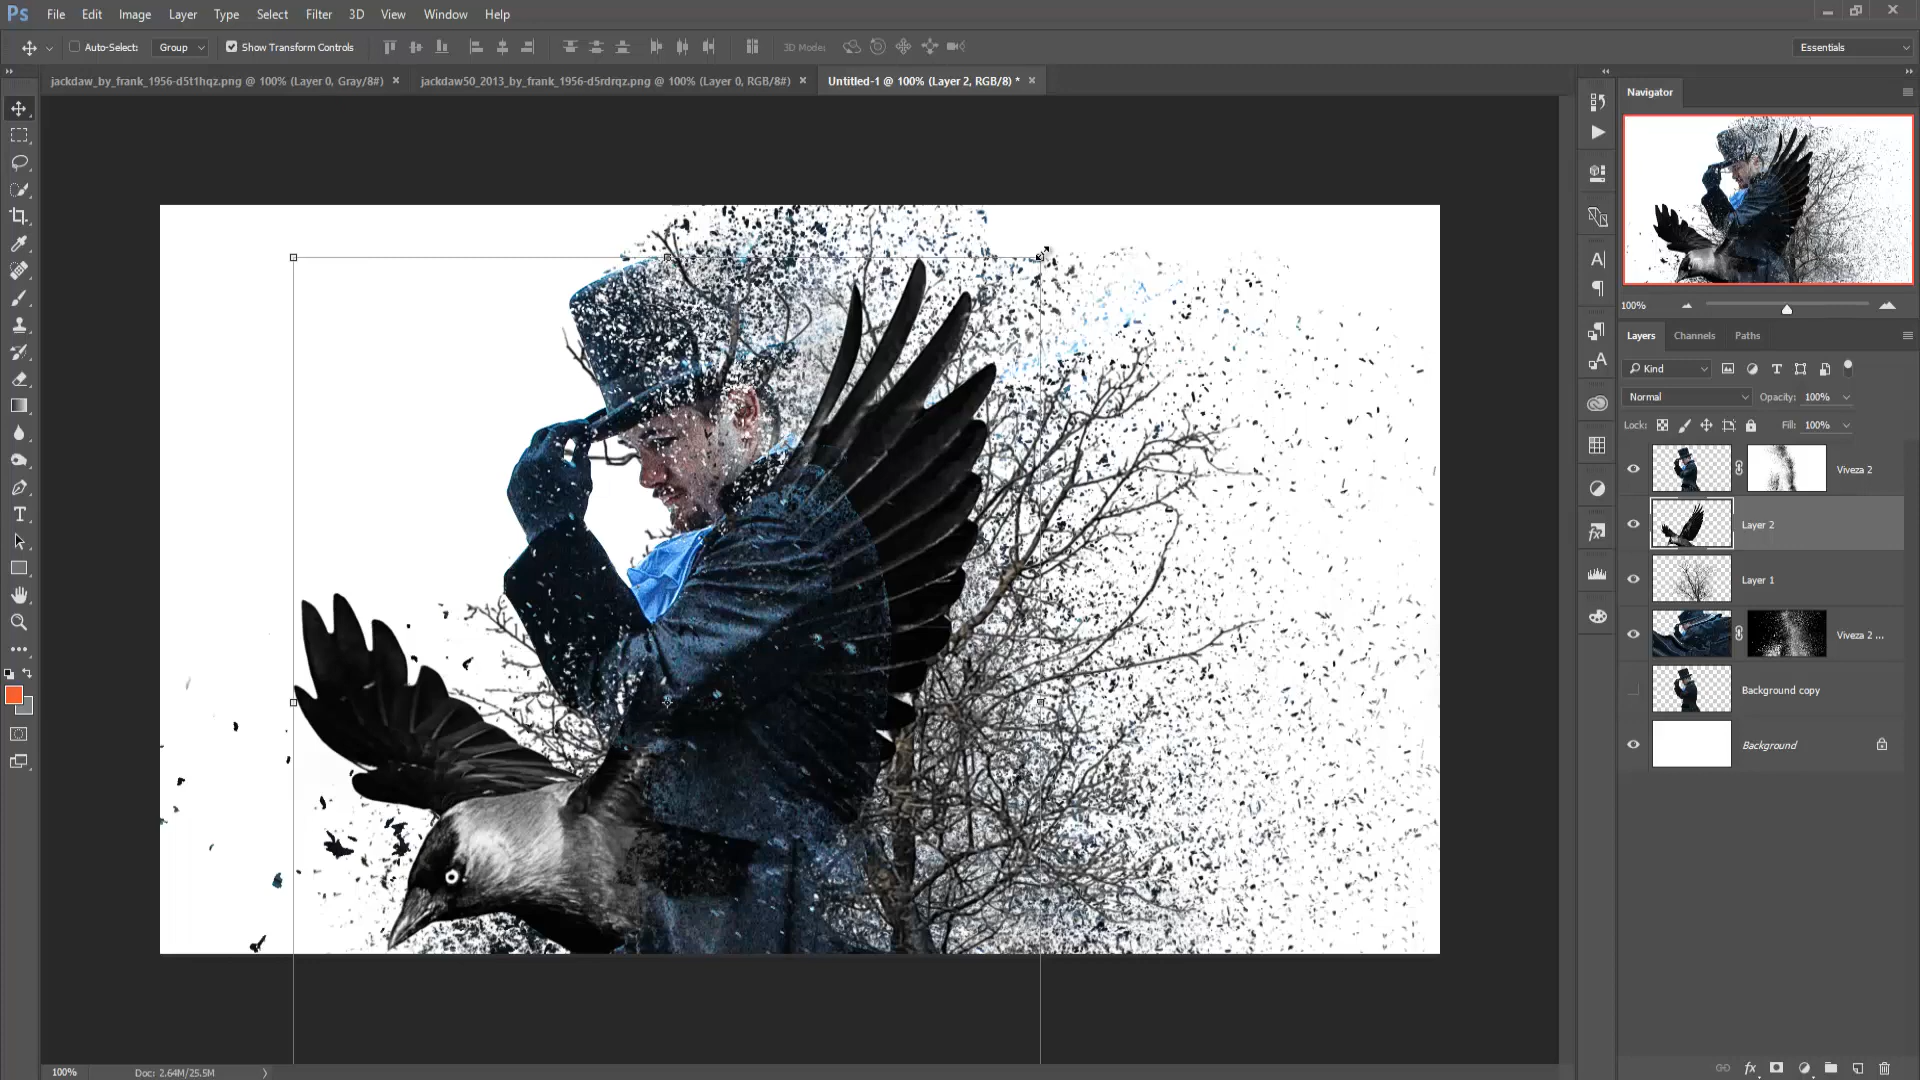 Ps File Edit Image Layer Type Select Filter 3D View Window Help
Auto-Select: Group Show Transform Controls 3D Mode: Essentials
jackdaw_by_frank_1956-d5t1hqz.png @ 100% (Layer 0, Gray/8#) × jackdaw50_2013_by_frank_1956-d5rdrqz.png @ 100% (Layer 0, RGB/8#) × Untitled-1 @ 100% (Layer 2, RGB/8) * ×
Navigator
100%
Layers Channels Paths
Kind
Normal Opacity: 100%
Lock: Fill: 100%
Viveza 2
Layer 2
Layer 1
Viveza 2 ...
Background copy
Background
100% Doc: 2.64M/25.5M